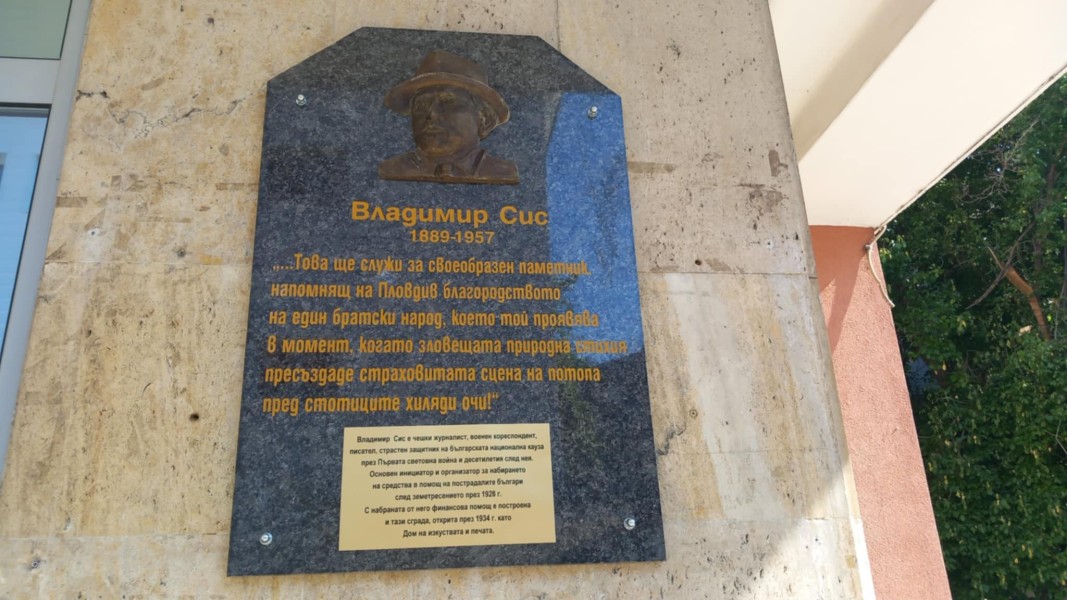 Владимир Сис
1889-1957
„...Това ще служи за своеобразен паметник,
напомнящ на Пловдив благородството
на един братски народ, което той проявява
в момент, когато зловещата природна стихия
пресъздаде страховитата сцена на потопа
пред стотиците хиляди очи!“
Владимир Сис е чешки журналист, военен кореспондент,
писател, страстен защитник на българската национална кауза
през Първата световна война и десетилетия след нея.
Основен инициатор и организатор за набирането
на средства в помощ на пострадалите българи
след земетресението през 1928 г.
С набраната от него финансова помощ е построена
и тази сграда, открита през 1934 г. като
Дом на изкуствата и печата.